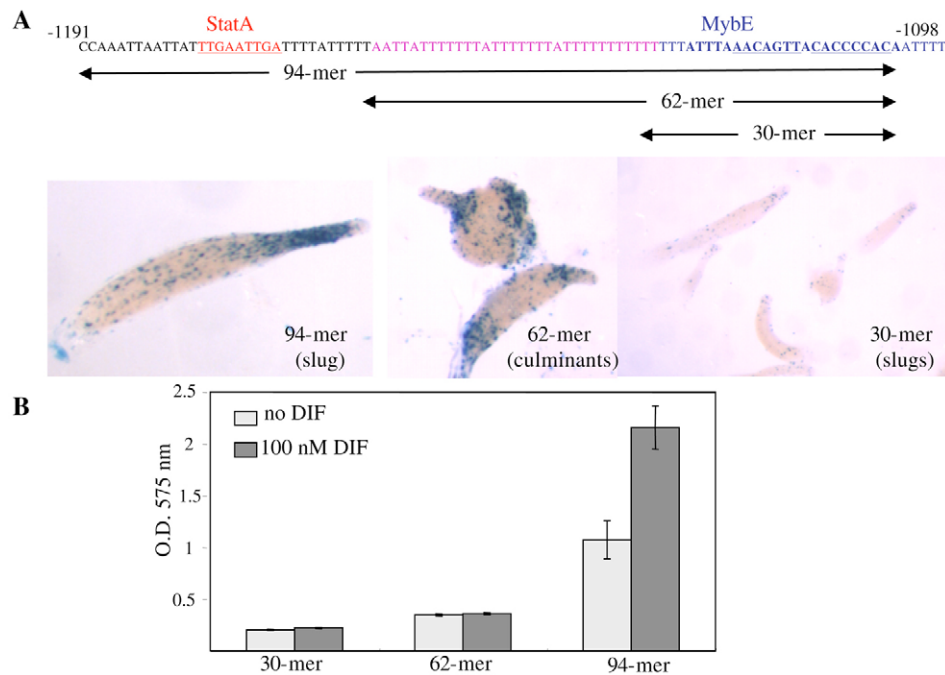 A
StatA MybE
-1191 -1098
CCAAATTAATTATTTGAATTGATTTTATTTTTAATTATTTTTTTATTTTTTTATTTTATTTTTTTTTTTTTTATTTAAACAGTTACACCCCACAATTTT
94-mer
62-mer
30-mer
94-mer
(slug)
62-mer
(culminants)
30-mer
(slugs)
B
no DIF
100 nM DIF
O.D. 575 nm
2.5
2
1.5
1
0.5
30-mer 62-mer 94-mer